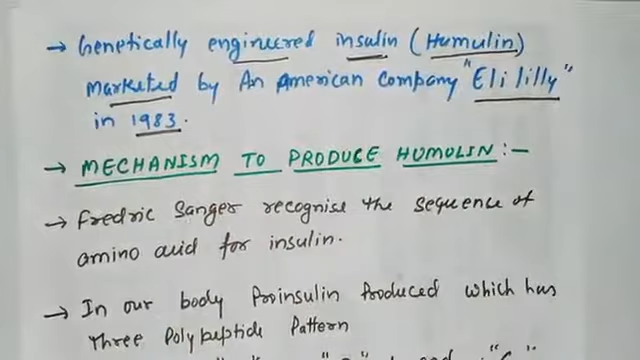 → Genetically engineered insulin (Humulin)
Marketed by An American company "Eli lilly"
in 1983.
→ MECHANISM TO PRODUCE HUMULIN :-
→ Fredric Sanger recognise the sequence of
amino acid for insulin.
→ In our body Proinsulin Produced which has
three Polypeptide Pattern